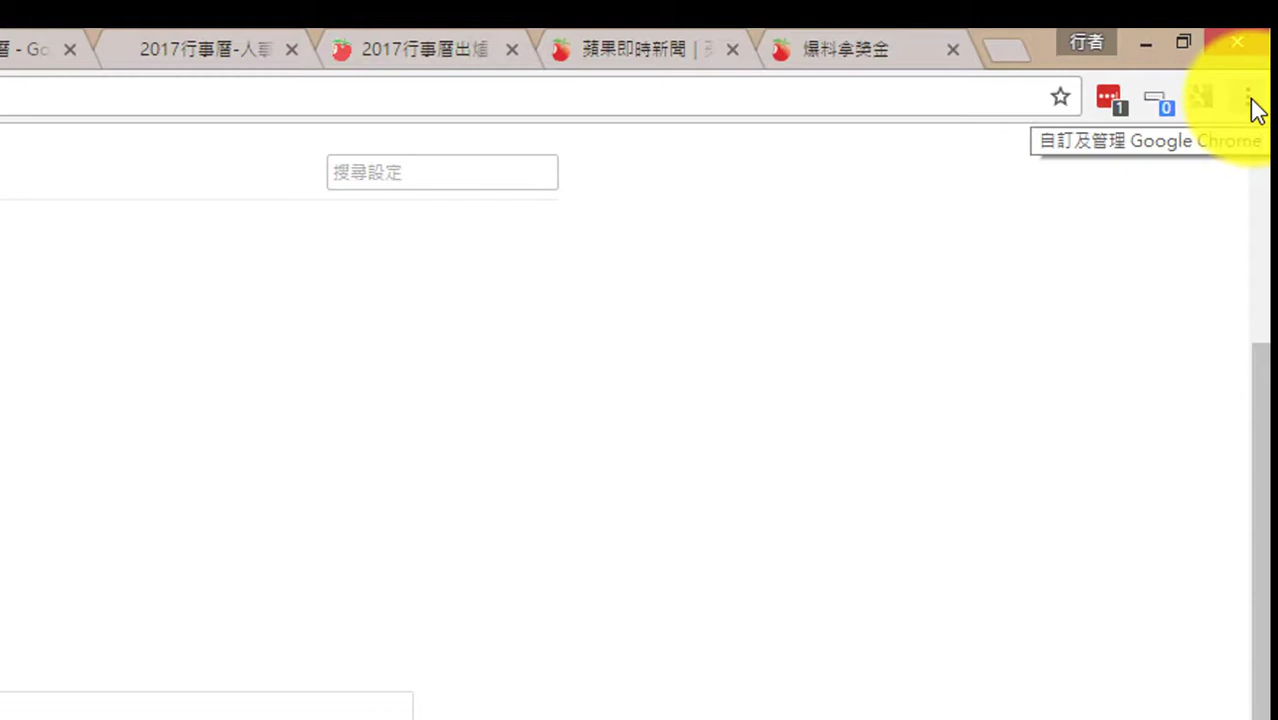 曆 - Go
2017行事曆-人事
2017行事曆出爐
蘋果即時新聞｜
爆料拿獎金
行者
1
0
自訂及管理 Google Chrome
搜尋設定